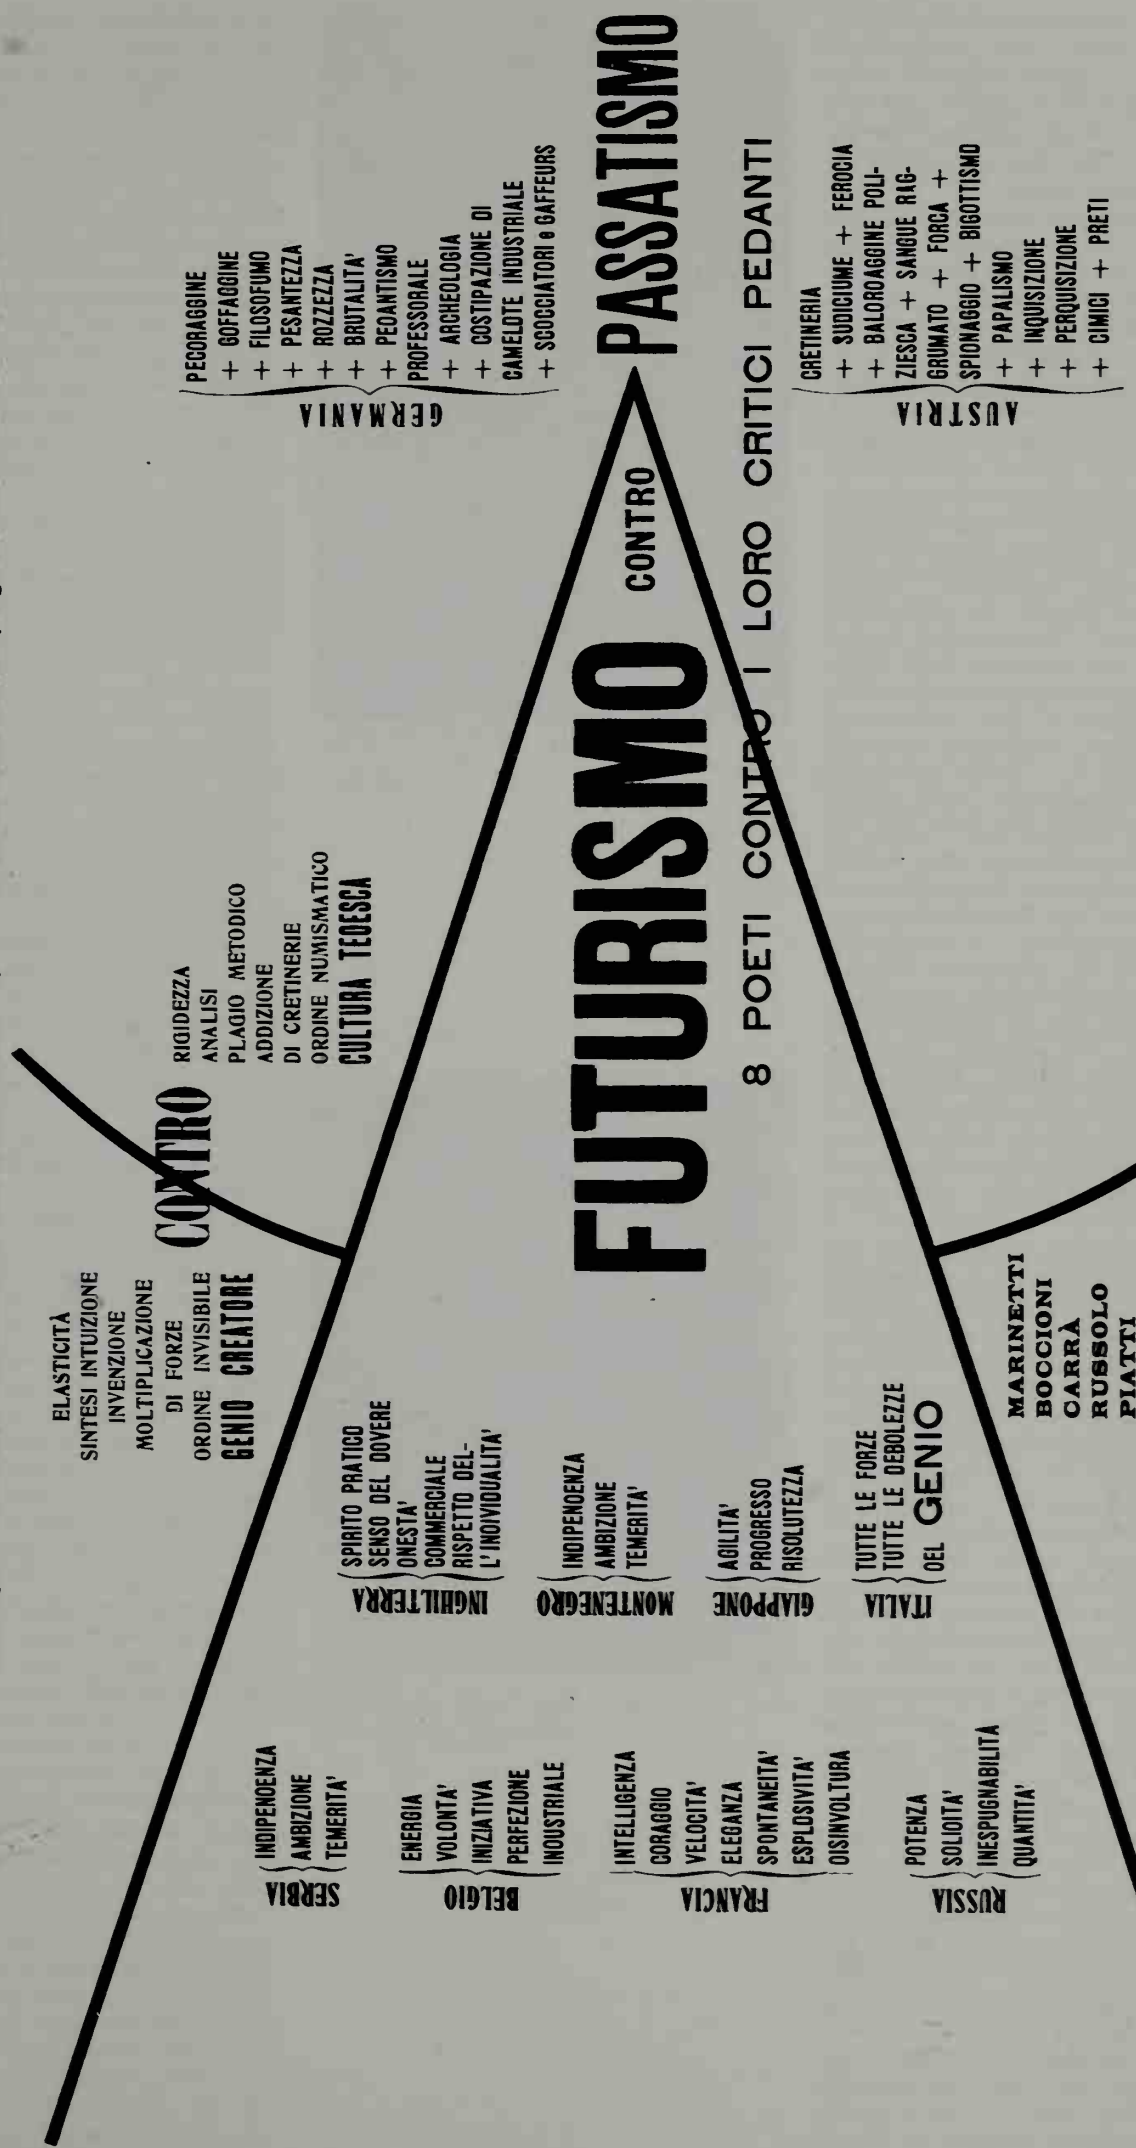 ELASTICITÀ
SINTESI INTUIZIONE
INVENZIONE
MOLTIPLICAZIONE
DI FORZE
ORDINE INVISIBILE
GENIO CREATORE
CONTRO
RIGIDEZZA
ANALISI
PLAGIO METODICO
ADDIZIONE
DI CRETINERIE
ORDINE NUMISMATICO
CULTURA TEDESCA
SERBIA
INDIPENDENZA
AMBIZIONE
TEMERITA'
BELGIO
ENERGIA
VOLONTA'
INIZIATIVA
PERFEZIONE
INDUSTRIALE
FRANCIA
INTELLIGENZA
CORAGGIO
VELOCITA'
ELEGANZA
SPONTANEITA'
ESPLOSIVITA'
DISINVOLTURA
RUSSIA
POTENZA
SOLIDITA'
INESPUGNABILITÀ
QUANTITA'
INGHILTERRA
SPIRITO PRATICO
SENSO DEL DOVERE
ONESTA'
COMMERCIALE
RISPETTO DEL-
L'INDIVIDUALITA'
MONTENEGRO
INDIPENDENZA
AMBIZIONE
TEMERITA'
GIAPPONE
AGILITA'
PROGRESSO
RISOLUTEZZA
ITALIA
TUTTE LE FORZE
TUTTE LE DEBOLEZZE
DEL GENIO
FUTURISMO CONTRO PASSATISMO
8 POETI CONTRO I LORO CRITICI PEDANTI
GERMANIA
PECORAGGINE
+ GOFFAGGINE
+ FILOSOFUMO
+ PESANTEZZA
+ ROZZEZZA
+ BRUTALITA'
+ PEDANTISMO
PROFESSORALE
+ ARCHEOLOGIA
+ COSTIPAZIONE DI
CAMELOTE INDUSTRIALE
+ SCOCCIATORI e GAFFEURS
AUSTRIA
CRETINERIA
+ SUDICIUME + FEROCIA
+ BALORDAGGINE POLI-
ZIESCA + SANGUE RAG-
GRUMATO + FORCA +
SPIONAGGIO + BIGOTTISMO
+ PAPALISMO
+ INQUISIZIONE
+ PERQUISIZIONE
+ CIMICI + PRETI
MARINETTI
BOCCIONI
CARRÀ
RUSSOLO
PIATTI